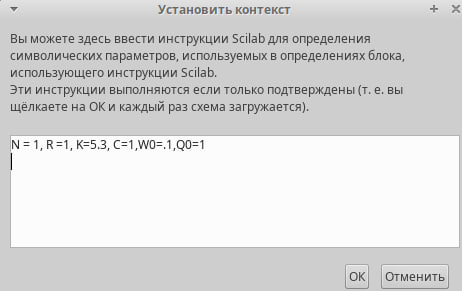 Установить контекст
Вы можете здесь ввести инструкции Scilab для определения
символических параметров, используемых в определениях блока,
использующего инструкции Scilab.
Эти инструкции выполняются если только подтверждены (т. е. вы
щёлкаете на ОК и каждый раз схема загружается).
N = 1, R =1, K=5.3, C=1,W0=.1,Q0=1
ОК
Отменить